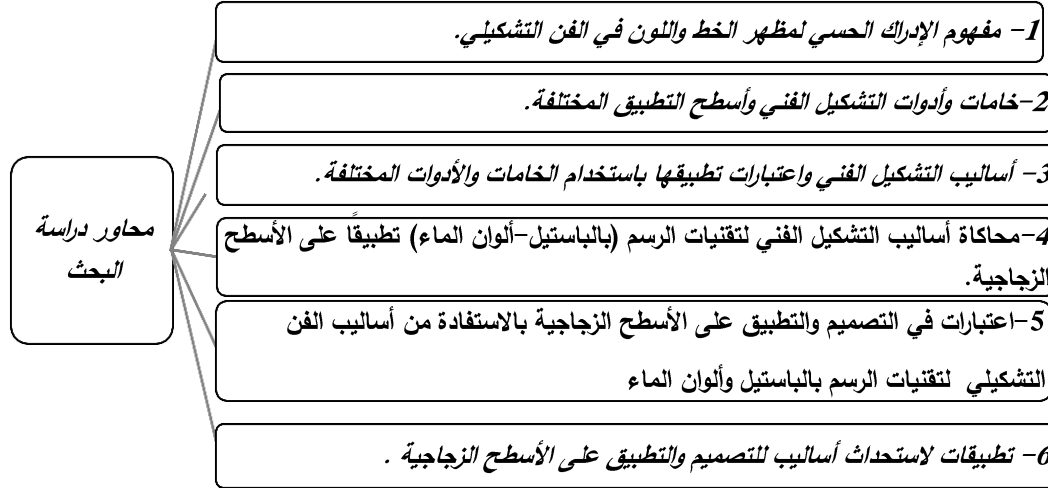 1- مفهوم الإدراك الحسي لمظهر الخط واللون في الفن التشكيلي.
2-خامات وأدوات التشكيل الفني وأسطح التطبيق المختلفة.
3- أساليب التشكيل الفني واعتبارات تطبيقها باستخدام الخامات والأدوات المختلفة.
محاور دراسة
البحث
4-محاكاة أساليب التشكيل الفني لتقنيات الرسم (بالباستيل-ألوان الماء) تطبيقًا على الأسطح
الزجاجية.
5-اعتبارات في التصميم والتطبيق على الأسطح الزجاجية بالاستفادة من أساليب الفن
التشكيلي لتقنيات الرسم بالباستيل وألوان الماء
6- تطبيقات لاستحداث أساليب للتصميم والتطبيق على الأسطح الزجاجية .